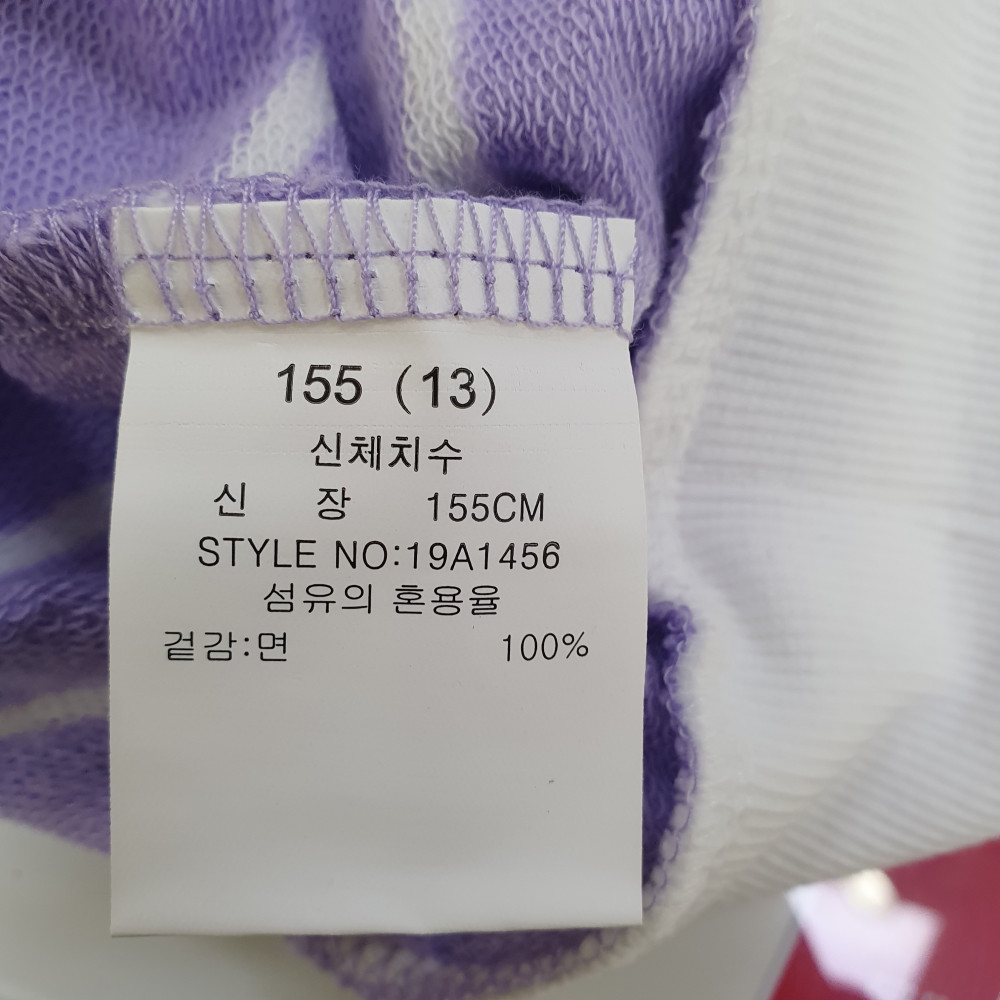 155 (13)
신체치수
신 장 155CM
STYLE NO:19A1456
섬유의 혼용율
겉감:면 100%